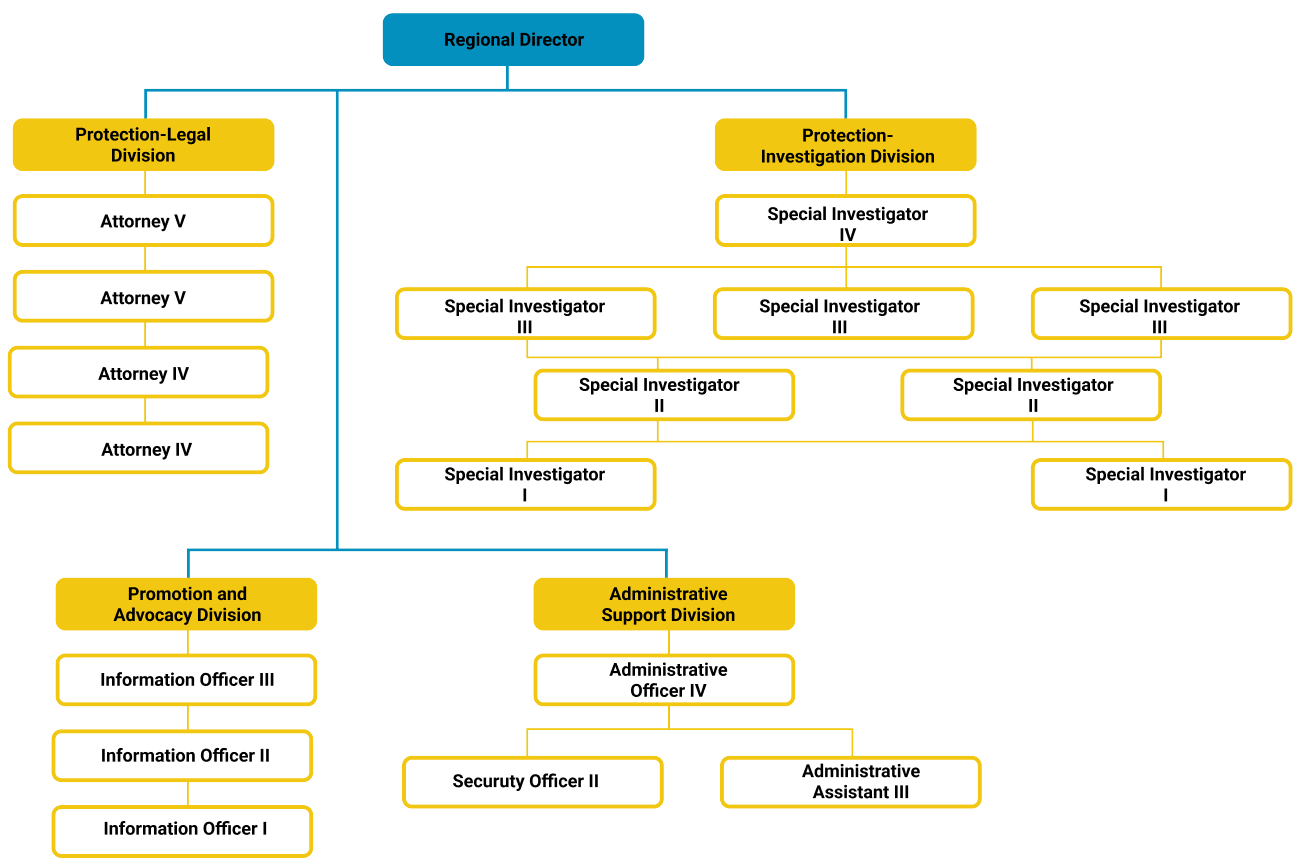 Regional Director
Protection-Legal
Division
Attorney V
Attorney V
Attorney IV
Attorney IV
Protection-
Investigation Division
Special Investigator
IV
Special Investigator
III
Special Investigator
III
Special Investigator
III
Special Investigator
II
Special Investigator
II
Special Investigator
I
Special Investigator
I
Promotion and
Advocacy Division
Information Officer III
Information Officer II
Information Officer I
Administrative
Support Division
Administrative
Officer IV
Securuty Officer II
Administrative
Assistant III